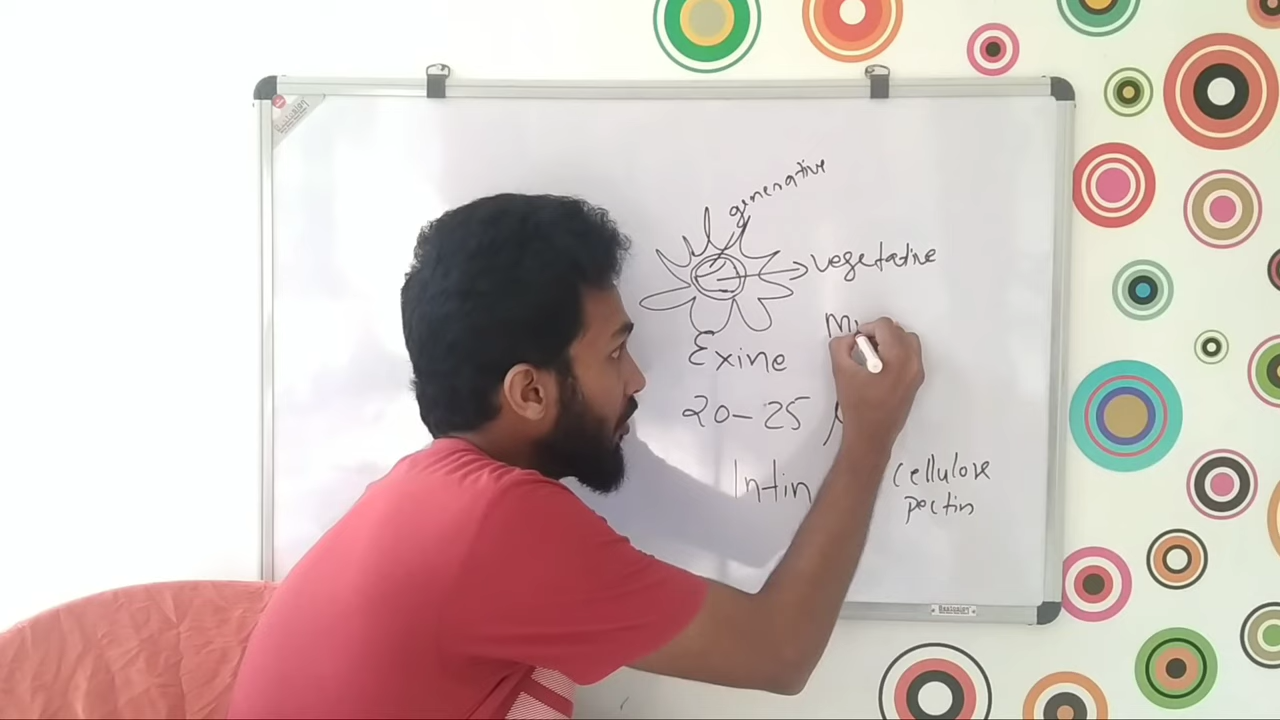 generative
vegetative
Exine
20-25 μ
Intin
cellulose
pectin